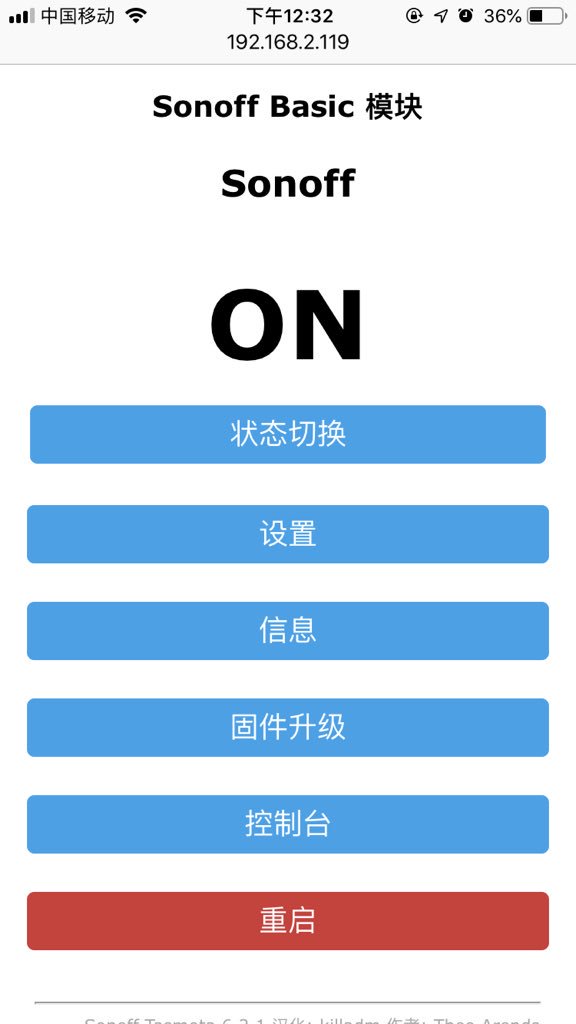 中国移动 下午12:32 36%
192.168.2.119
Sonoff Basic 模块
Sonoff
ON
状态切换
设置
信息
固件升级
控制台
重启